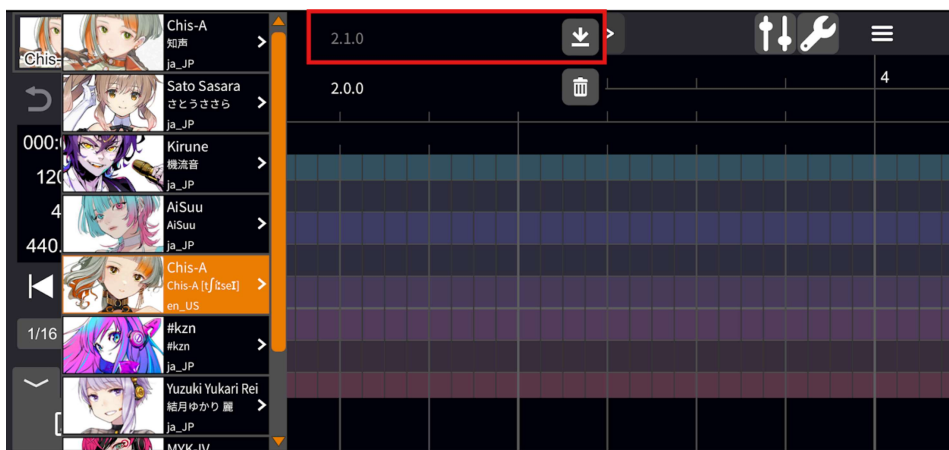 Chis-A
知声
ja_JP
Chis-
Sato Sasara
さとうささら
ja_JP
Kirune
機流音
ja_JP
AiSuu
AiSuu
ja_JP
Chis-A
Chis-A [tʃíːseɪ]
en_US
#kzn
#kzn
ja_JP
Yuzuki Yukari Rei
結月ゆかり 麗
ja_JP
000:
120
4
440.
1/16
2.1.0
2.0.0
4